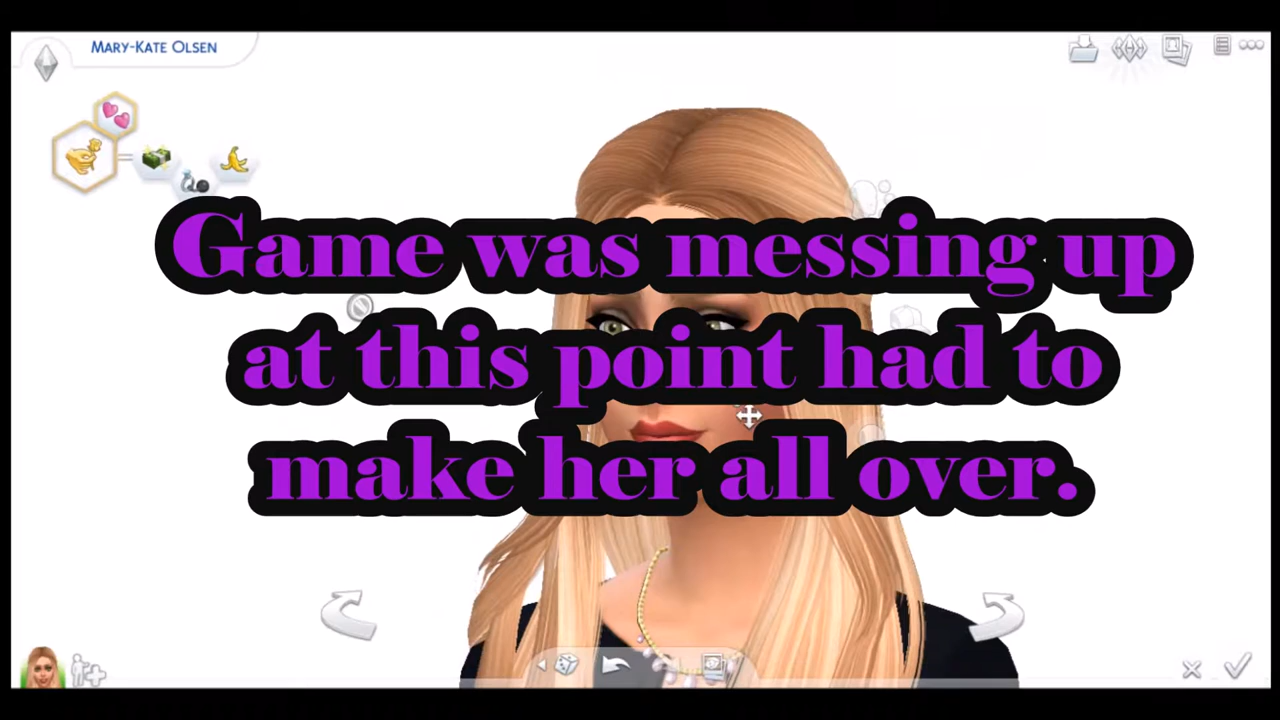 MARY-KATE OLSEN
Game was messing up
at this point had to
make her all over.